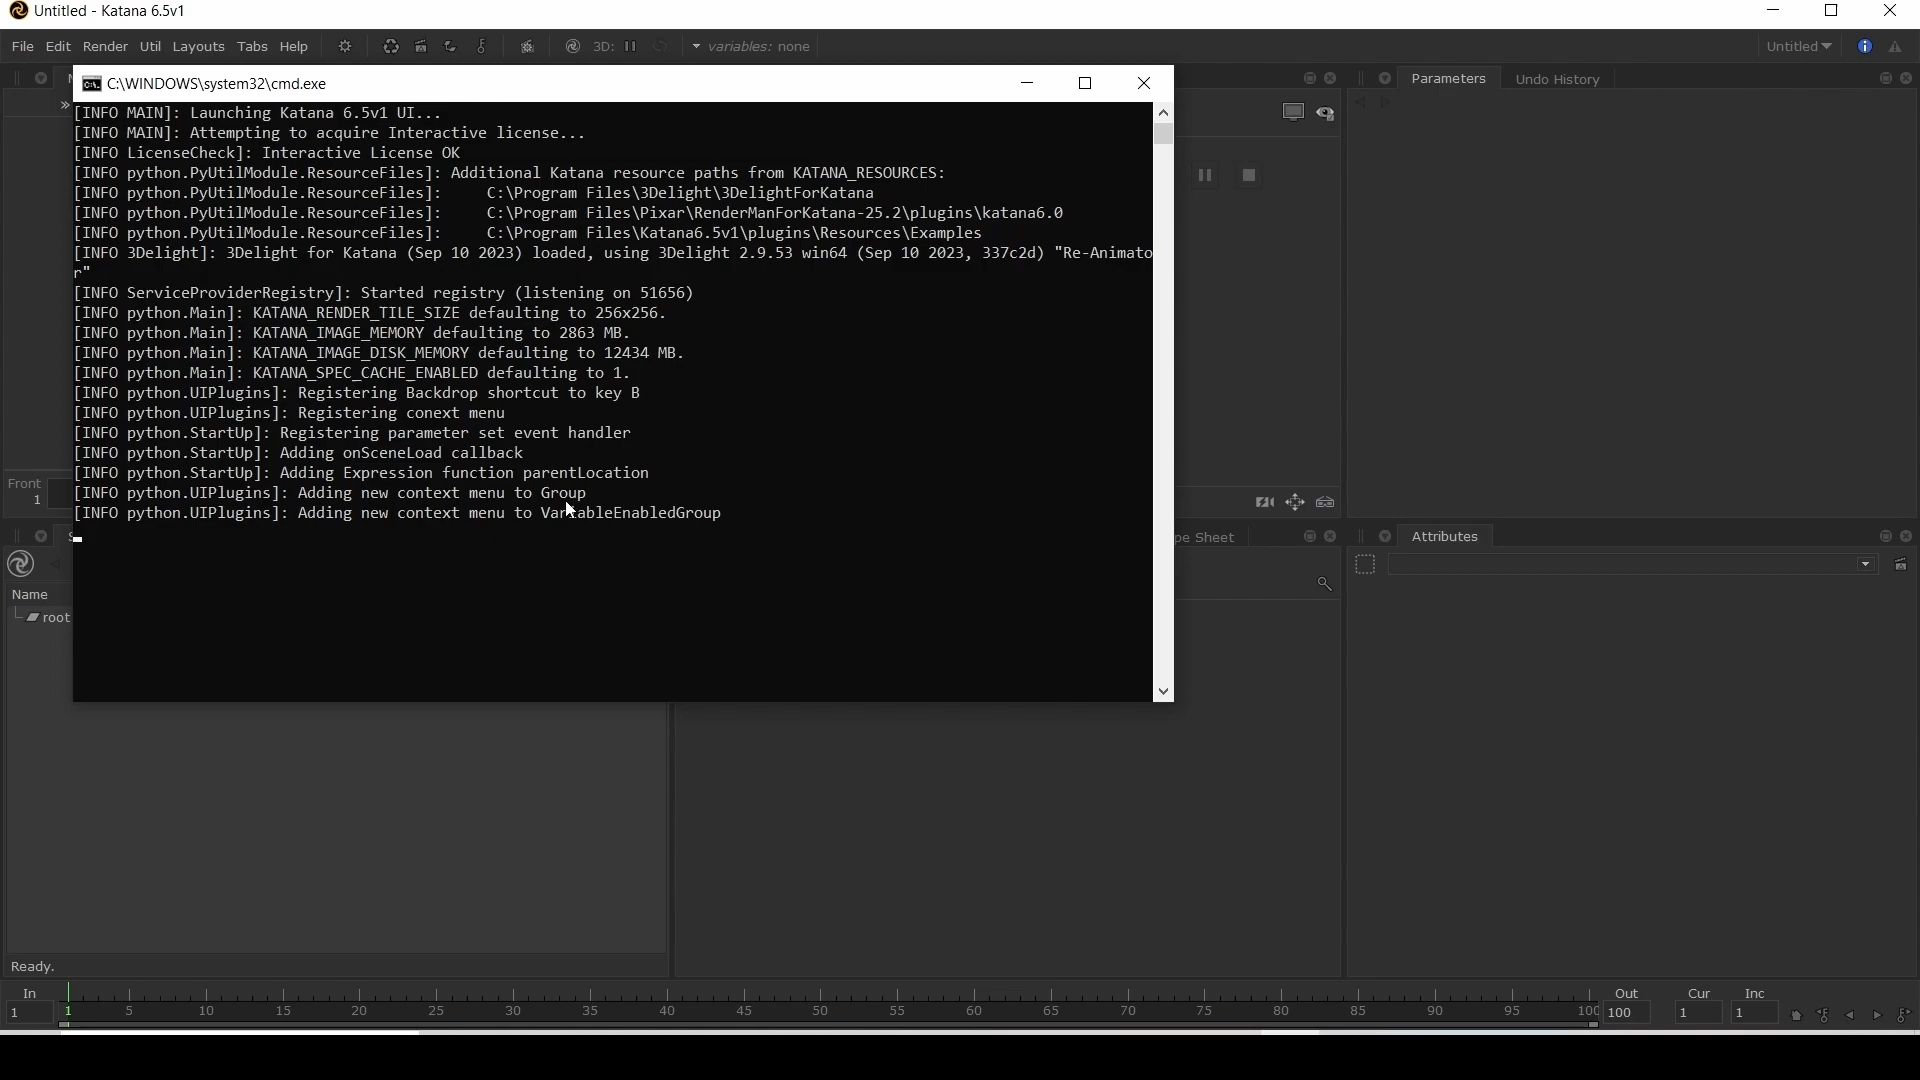 Untitled - Katana 6.5v1
File Edit Render Util Layouts Tabs Help 3D: variables: none Untitled
C:\WINDOWS\system32\cmd.exe
Parameters Undo History
[INFO MAIN]: Launching Katana 6.5v1 UI...
[INFO MAIN]: Attempting to acquire Interactive license...
[INFO LicenseCheck]: Interactive License OK
[INFO python.PyUtilModule.ResourceFiles]: Additional Katana resource paths from KATANA_RESOURCES:
[INFO python.PyUtilModule.ResourceFiles]: C:\Program Files\3Delight\3DelightForKatana
[INFO python.PyUtilModule.ResourceFiles]: C:\Program Files\Pixar\RenderManForKatana-25.2\plugins\katana6.0
[INFO python.PyUtilModule.ResourceFiles]: C:\Program Files\Katana6.5v1\plugins\Resources\Examples
[INFO 3Delight]: 3Delight for Katana (Sep 10 2023) loaded, using 3Delight 2.9.53 win64 (Sep 10 2023, 337c2d) "Re-Animato
r"
[INFO ServiceProviderRegistry]: Started registry (listening on 51656)
[INFO python.Main]: KATANA_RENDER_TILE_SIZE defaulting to 256x256.
[INFO python.Main]: KATANA_IMAGE_MEMORY defaulting to 2863 MB.
[INFO python.Main]: KATANA_IMAGE_DISK_MEMORY defaulting to 12434 MB.
[INFO python.Main]: KATANA_SPEC_CACHE_ENABLED defaulting to 1.
[INFO python.UIPlugins]: Registering Backdrop shortcut to key B
[INFO python.UIPlugins]: Registering conext menu
[INFO python.StartUp]: Registering parameter set event handler
[INFO python.StartUp]: Adding onSceneLoad callback
[INFO python.StartUp]: Adding Expression function parentLocation
[INFO python.UIPlugins]: Adding new context menu to Group
[INFO python.UIPlugins]: Adding new context menu to VariableEnabledGroup
Front
1
pe Sheet
Attributes
Name
root
Ready.
In Out Cur Inc
1 1 5 10 15 20 25 30 35 40 45 50 55 60 65 70 75 80 85 90 95 100 100 1 1